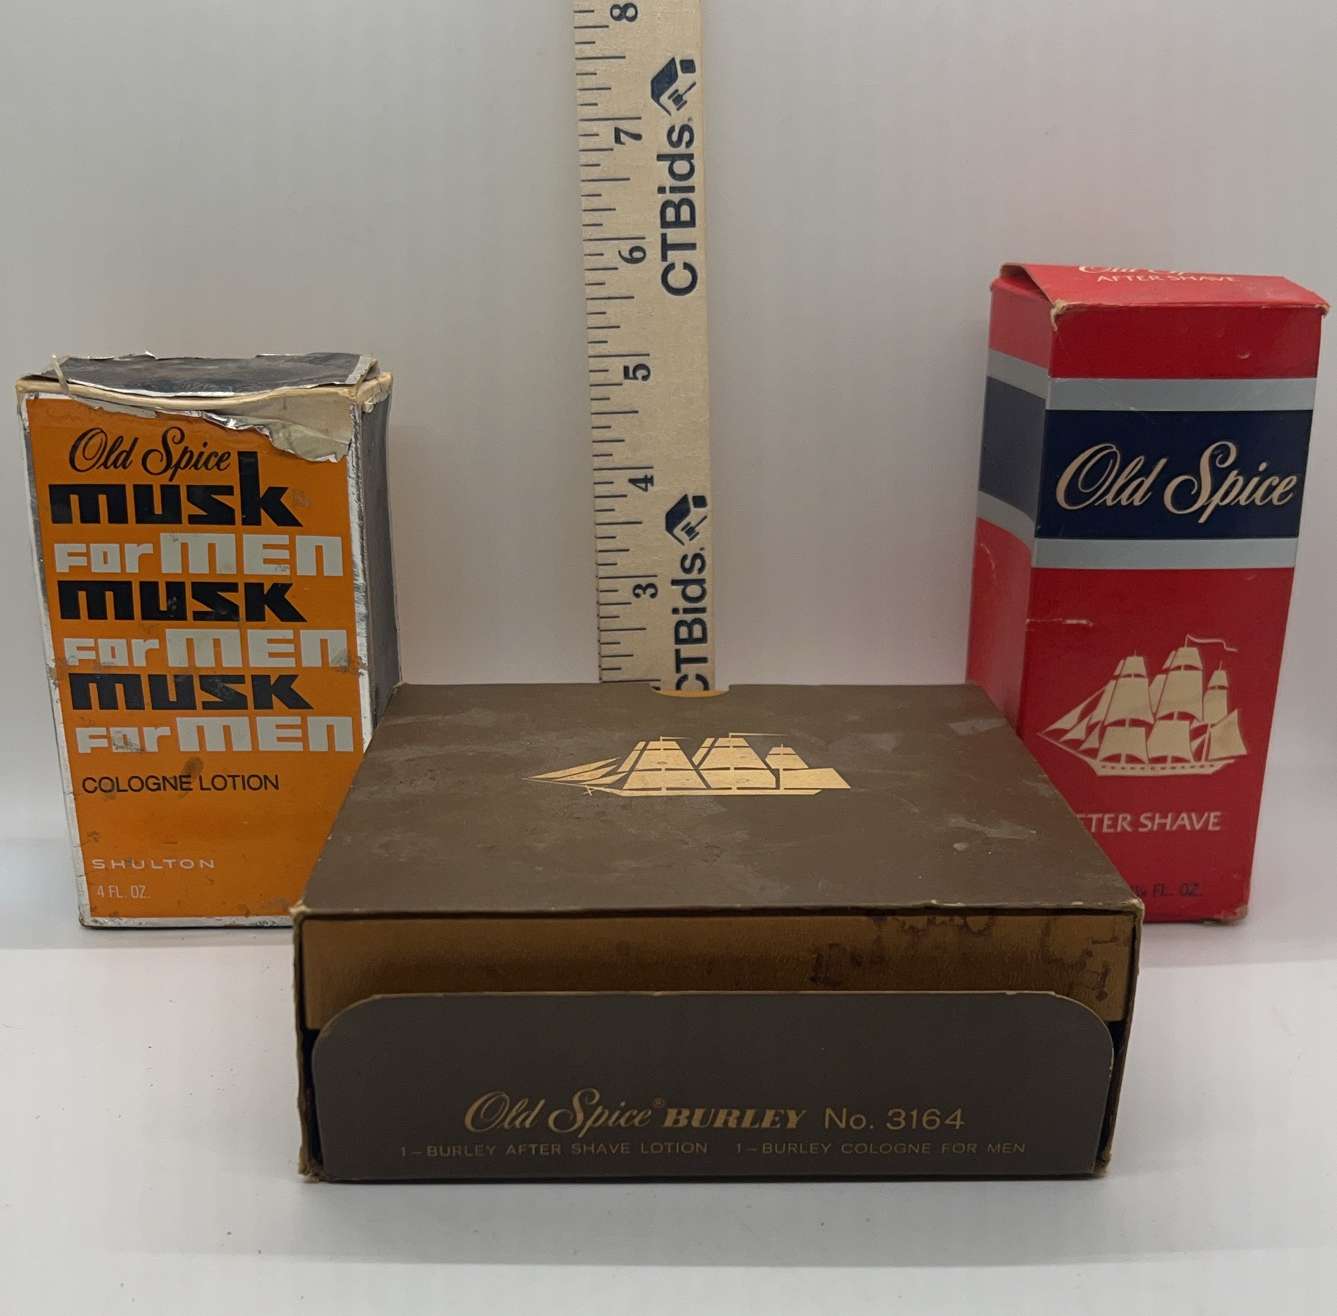 8
7
6
5
4
3
CTBids.
CTBids.
Old Spice
musk
FOR MEN
MUSK
FOR MEN
MUSK
FOR MEN
COLOGNE LOTION
SHULTON
4 FL. OZ.
Old Spice® BURLEY No. 3164
1-BURLEY AFTER SHAVE LOTION 1-BURLEY COLOGNE FOR MEN
Old Spice
AFTER SHAVE
Old Spice
TER SHAVE
FL. OZ.